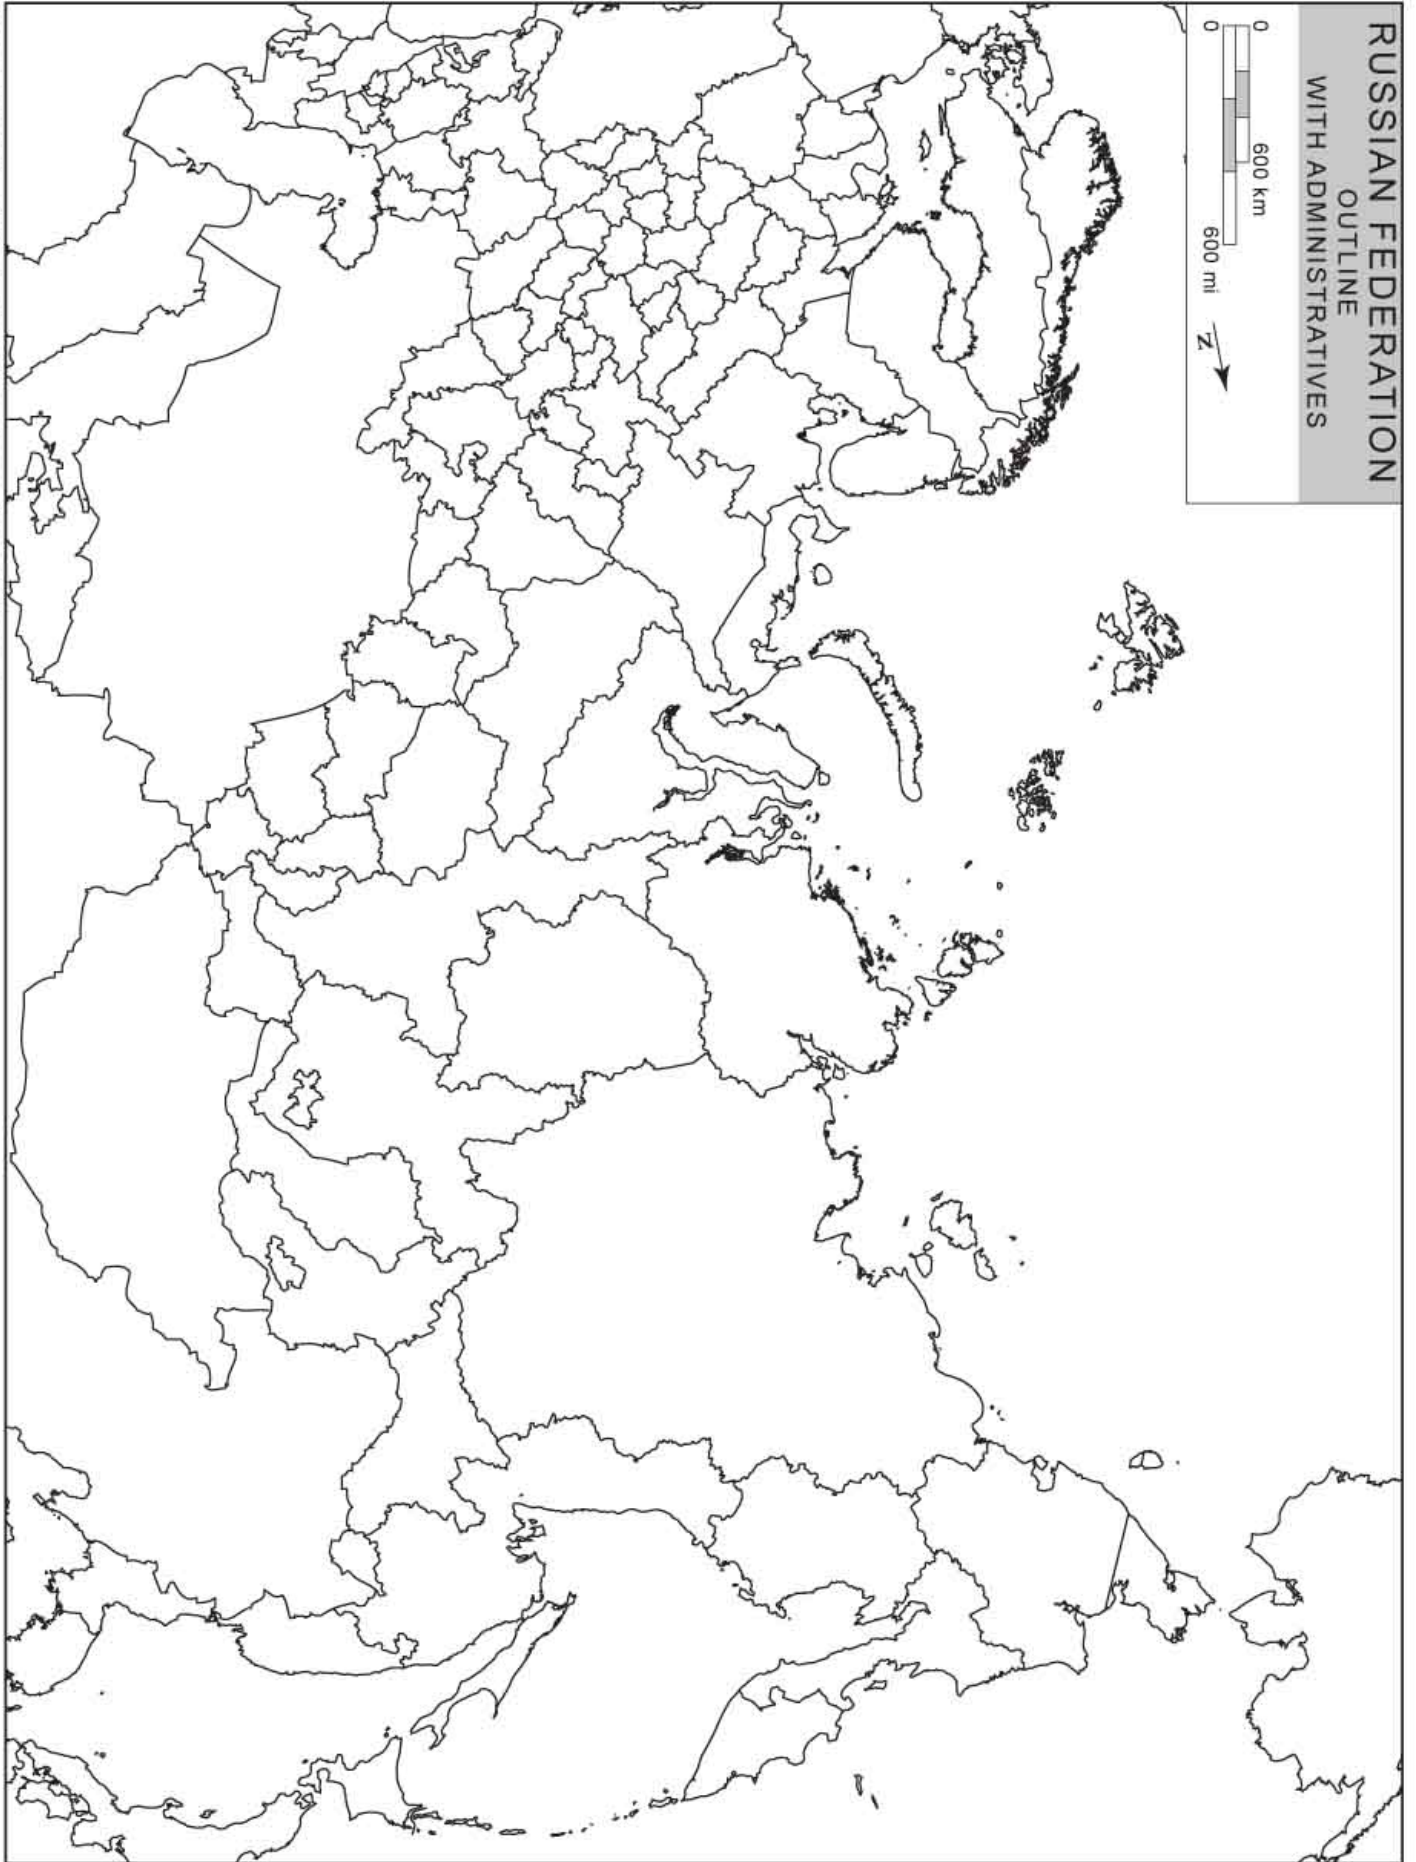 RUSSIAN FEDERATION
OUTLINE
WITH ADMINISTRATIVES
0 600 km
0 600 mi
N